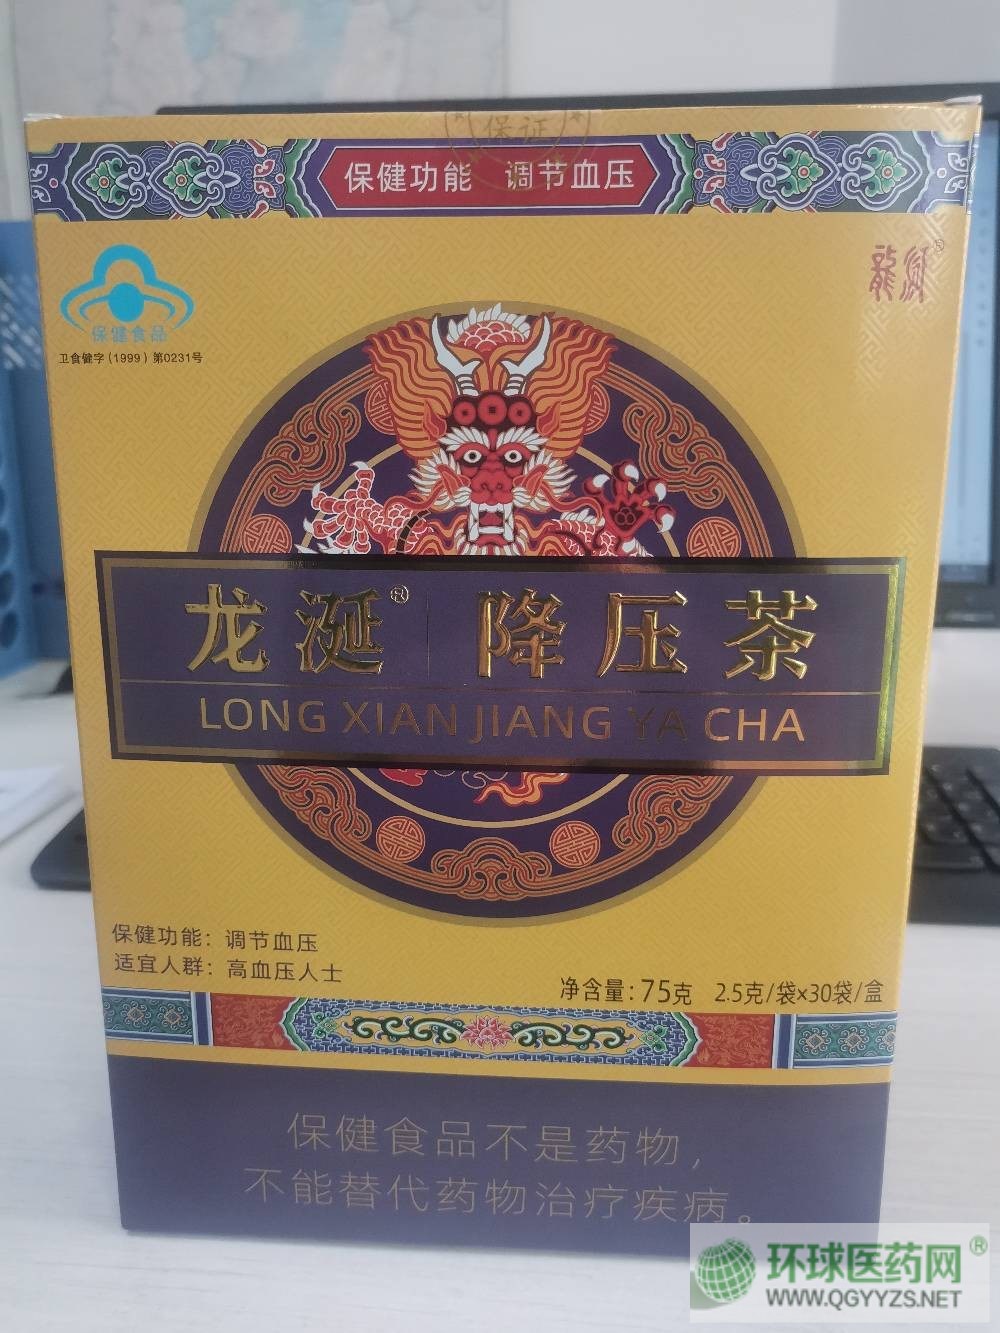 保证
保健功能 调节血压
保健食品
卫食健字(1999)第0231号
龙涎® 降压茶
LONG XIAN JIANG YA CHA
保健功能：调节血压
适宜人群：高血压人士
净含量：75克 2.5克/袋×30袋/盒
保健食品不是药物，
不能替代药物治疗疾病。
环球医药网®
WWW.QGYYZS.NET